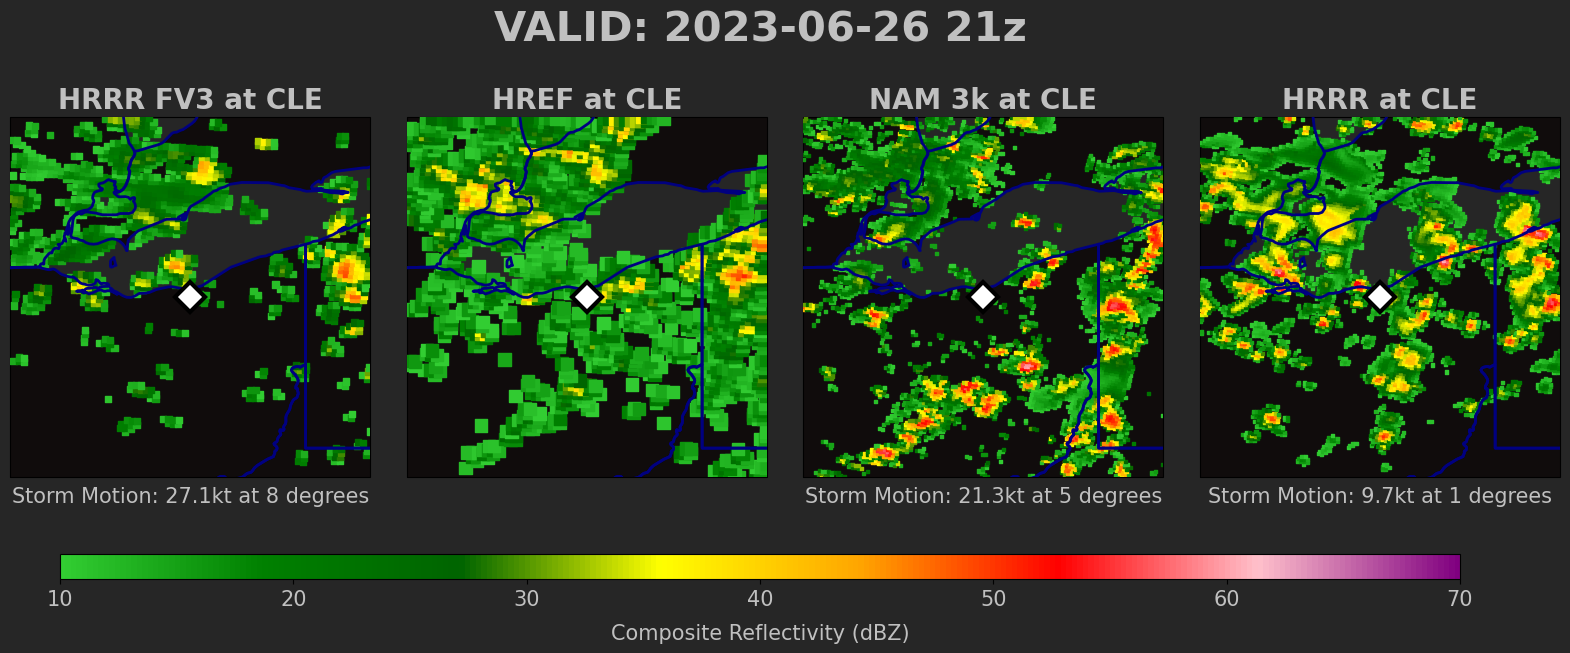 VALID: 2023-06-26 21z
HRRR FV3 at CLE
HREF at CLE
NAM 3k at CLE
HRRR at CLE
Storm Motion: 27.1kt at 8 degrees
Storm Motion: 21.3kt at 5 degrees
Storm Motion: 9.7kt at 1 degrees
10 20 30 40 50 60 70
Composite Reflectivity (dBZ)